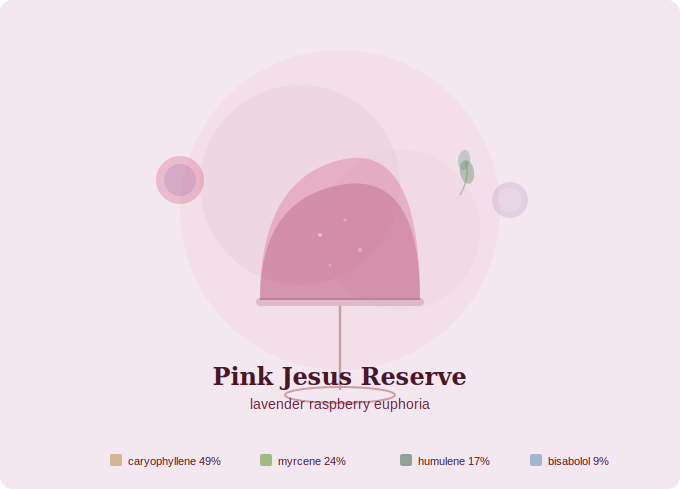 Pink Jesus Reserve
lavender raspberry euphoria
caryophyllene 49% myrcene 24% humulene 17% bisabolol 9%